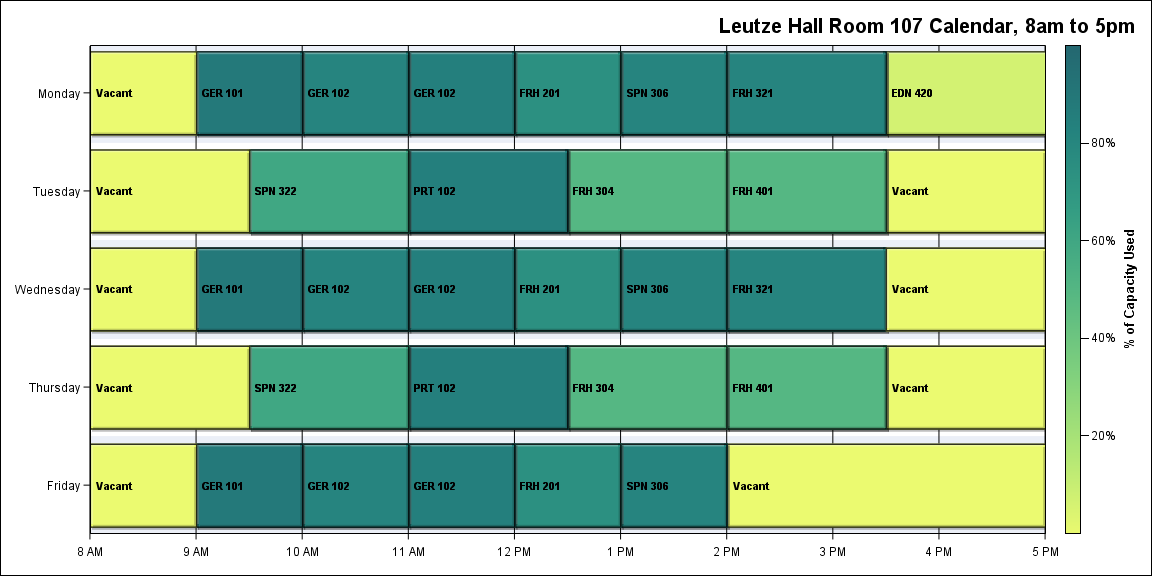 Leutze Hall Room 107 Calendar, 8am to 5pm
Monday
Vacant
GER 101
GER 102
GER 102
FRH 201
SPN 306
FRH 321
EDN 420
Tuesday
Vacant
SPN 322
PRT 102
FRH 304
FRH 401
Vacant
Wednesday
Vacant
GER 101
GER 102
GER 102
FRH 201
SPN 306
FRH 321
Vacant
Thursday
Vacant
SPN 322
PRT 102
FRH 304
FRH 401
Vacant
Friday
Vacant
GER 101
GER 102
GER 102
FRH 201
SPN 306
Vacant
8 AM
9 AM
10 AM
11 AM
12 PM
1 PM
2 PM
3 PM
4 PM
5 PM
80%
60%
40%
20%
% of Capacity Used